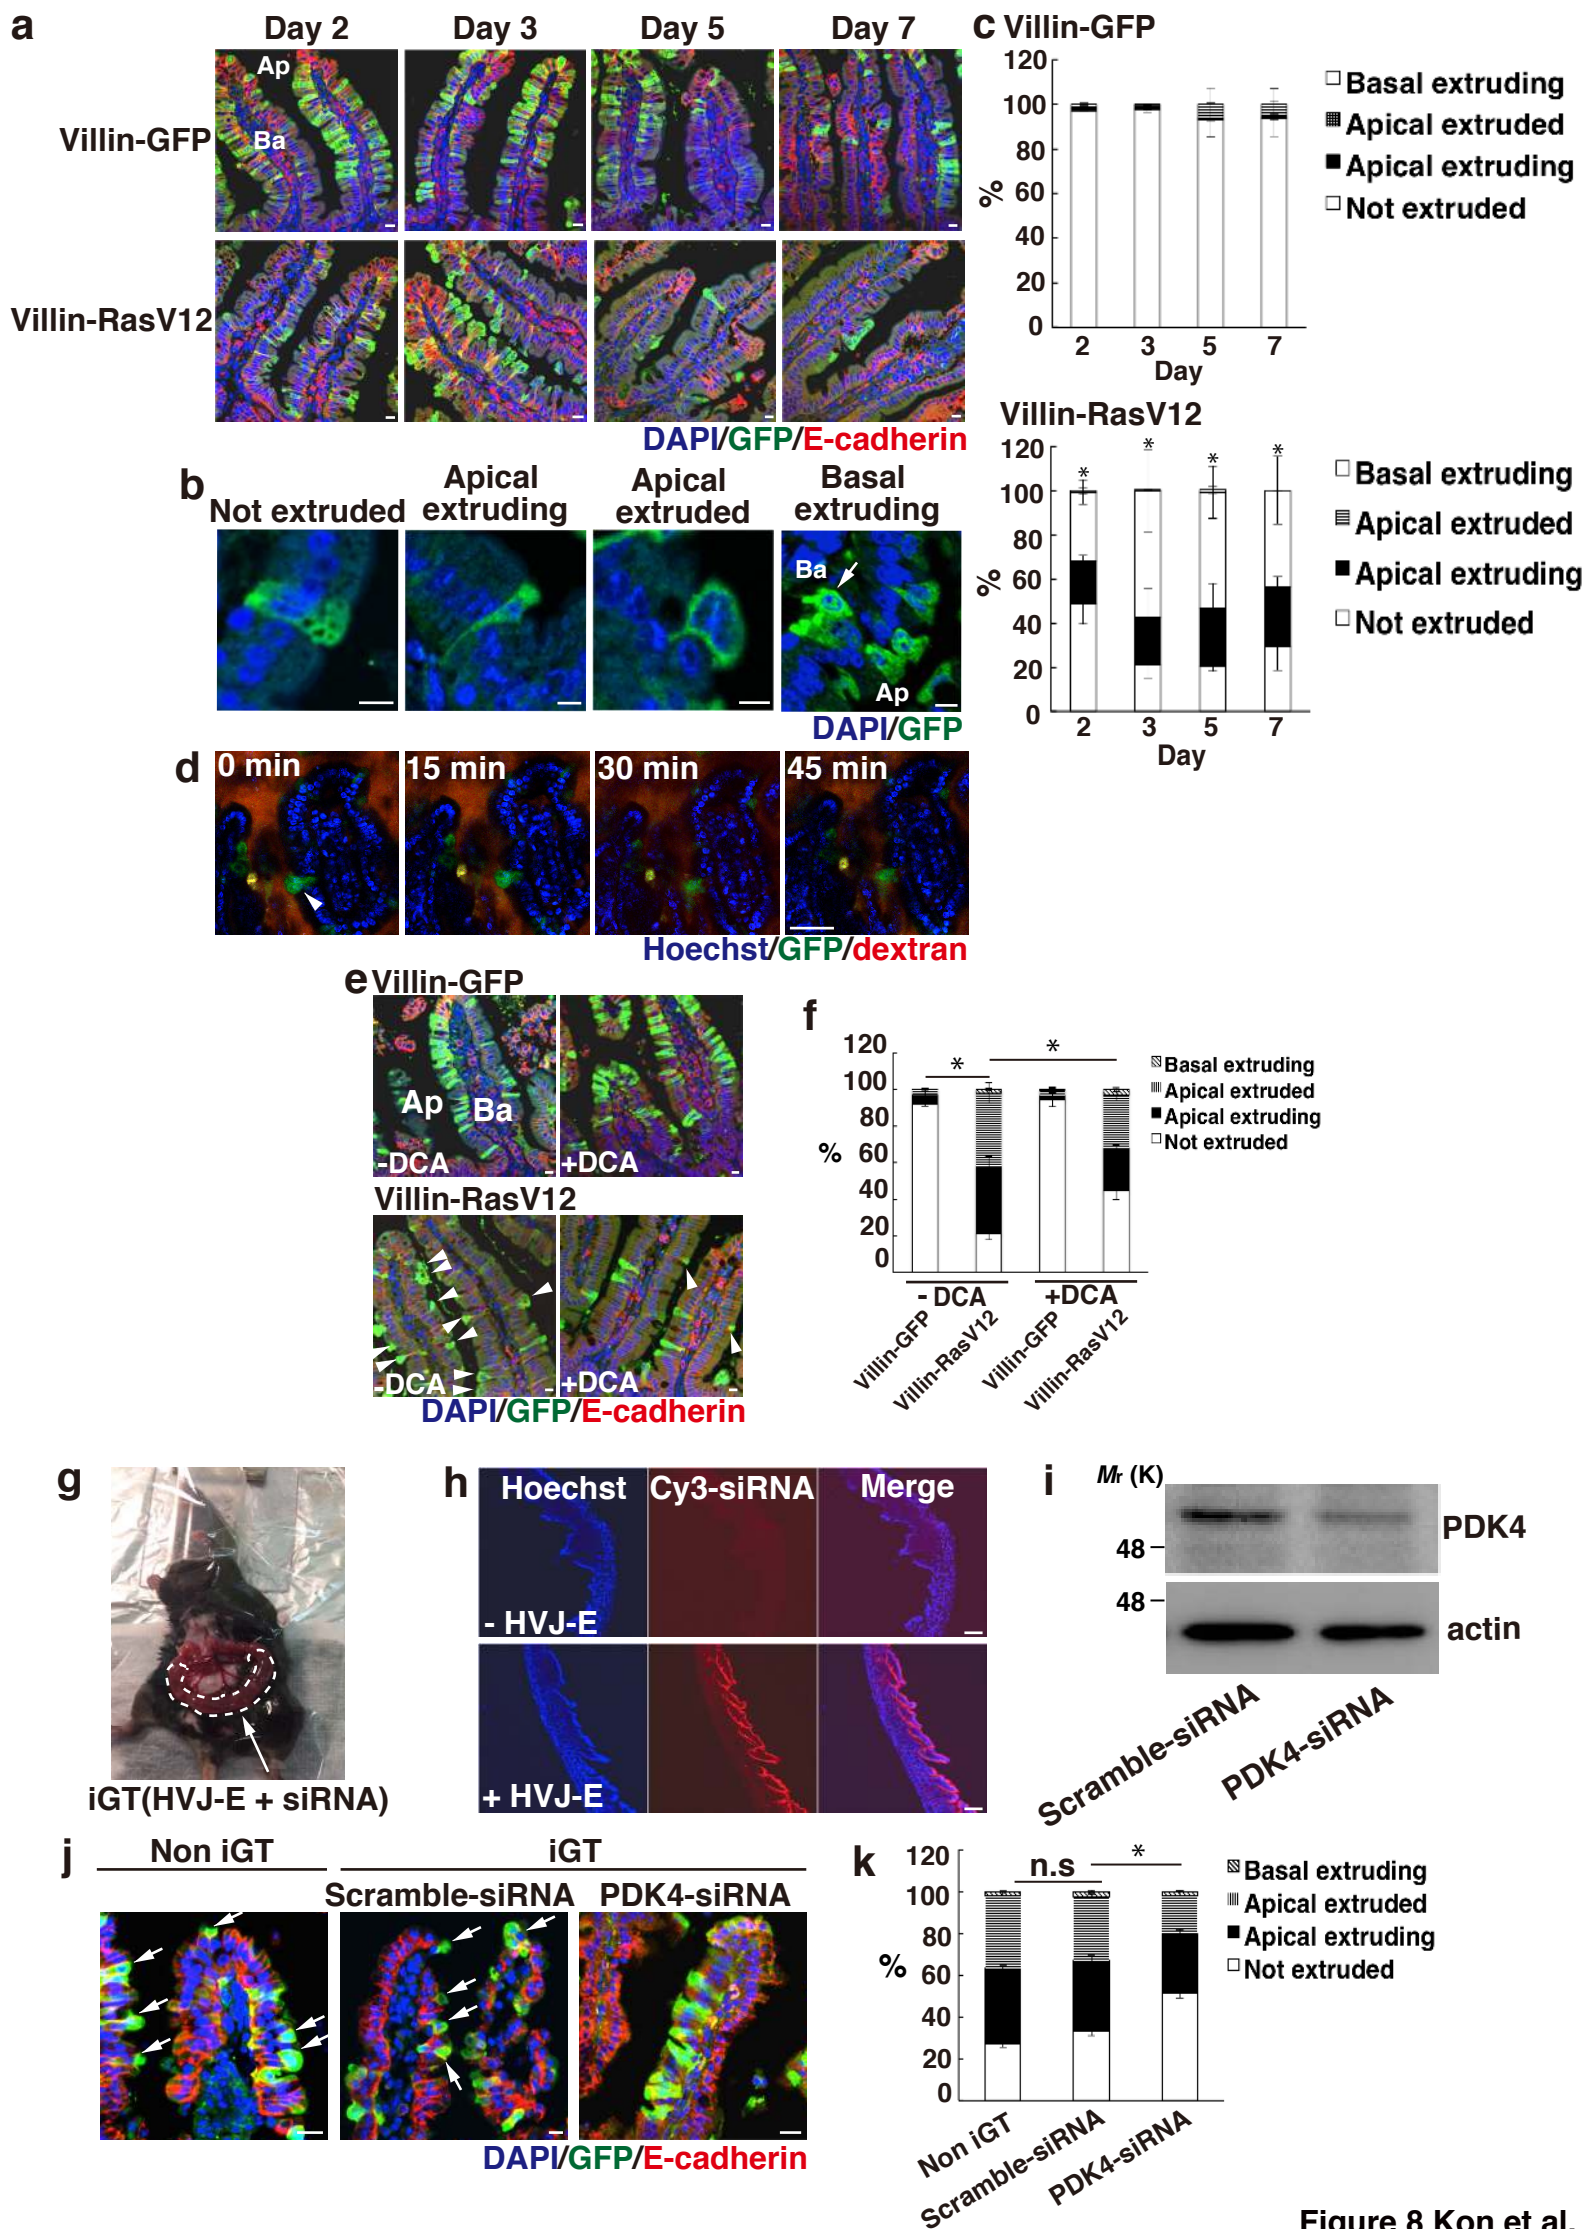 a
Day 2
Day 3
Day 5
Day 7
Villin-GFP
Ap
Ba
Villin-RasV12
DAPI/GFP/E-cadherin
b
Not extruded
Apical
extruding
Apical
extruded
Basal
extruding
Ba
Ap
DAPI/GFP
c Villin-GFP
120
100
80
60
40
20
0
%
2 3 5 7
Day
Basal extruding
Apical extruded
Apical extruding
Not extruded
Villin-RasV12
120
100
80
60
40
20
0
%
* * * *
2 3 5 7
Day
Basal extruding
Apical extruded
Apical extruding
Not extruded
d
0 min
15 min
30 min
45 min
Hoechst/GFP/dextran
e Villin-GFP
Ap
Ba
-DCA
+DCA
Villin-RasV12
-DCA
+DCA
DAPI/GFP/E-cadherin
f
120
100
80
60
40
20
0
%
* *
- DCA
+DCA
Villin-GFP
Villin-RasV12
Villin-GFP
Villin-RasV12
Basal extruding
Apical extruded
Apical extruding
Not extruded
g
iGT(HVJ-E + siRNA)
h
Hoechst
Cy3-siRNA
Merge
- HVJ-E
+ HVJ-E
i
Mr (K)
48
48
PDK4
actin
Scramble-siRNA
PDK4-siRNA
j
Non iGT
iGT
Scramble-siRNA
PDK4-siRNA
DAPI/GFP/E-cadherin
k
120
100
80
60
40
20
0
%
n.s
*
Non iGT
Scramble-siRNA
PDK4-siRNA
Basal extruding
Apical extruded
Apical extruding
Not extruded
Figure 8 Kon et al.